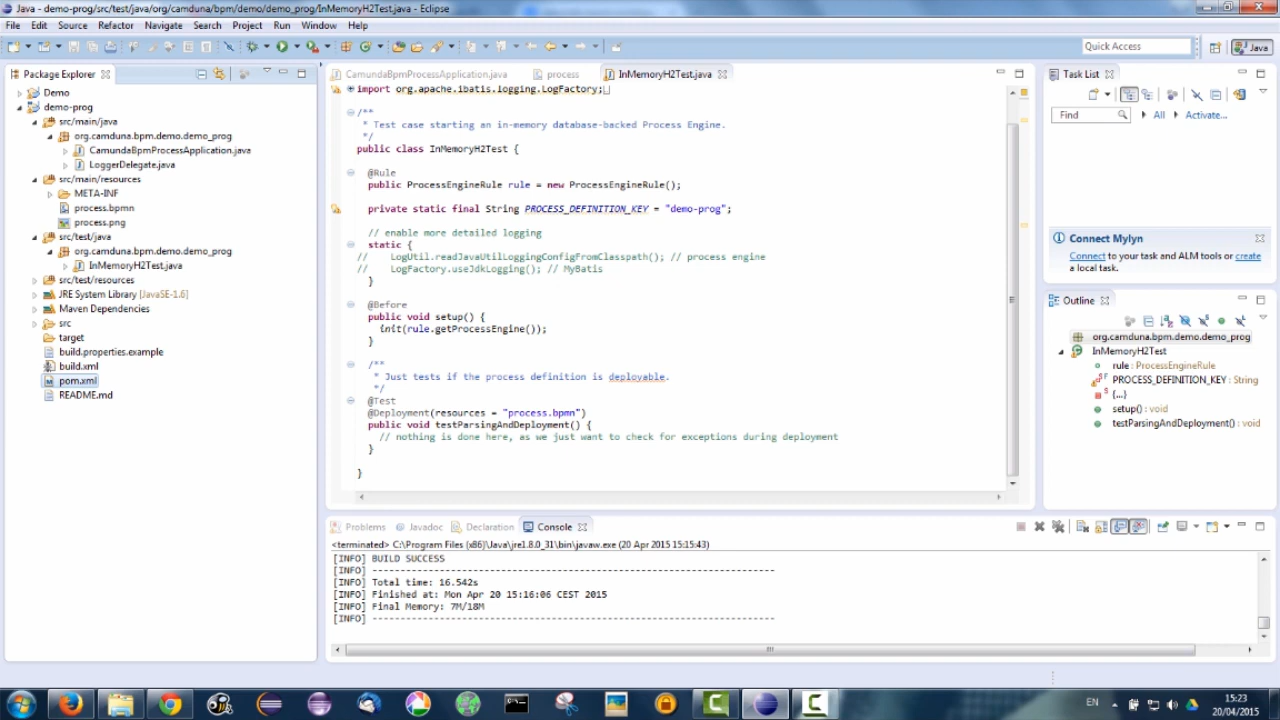 Java - demo-prog/src/test/java/org/camduna/bpm/demo/demo_prog/InMemoryH2Test.java - Eclipse
File Edit Source Refactor Navigate Search Project Run Window Help
Quick Access
Java
Package Explorer
Demo
demo-prog
src/main/java
org.camduna.bpm.demo.demo_prog
CamundaBpmProcessApplication.java
LoggerDelegate.java
src/main/resources
META-INF
process.bpmn
process.png
src/test/java
org.camduna.bpm.demo.demo_prog
InMemoryH2Test.java
src/test/resources
JRE System Library [JavaSE-1.6]
Maven Dependencies
src
target
build.properties.example
build.xml
pom.xml
README.md
CamundaBpmProcessApplication.java process InMemoryH2Test.java
import org.apache.ibatis.logging.LogFactory;
/**
* Test case starting an in-memory database-backed Process Engine.
*/
public class InMemoryH2Test {
@Rule
public ProcessEngineRule rule = new ProcessEngineRule();
private static final String PROCESS_DEFINITION_KEY = "demo-prog";
// enable more detailed logging
static {
// LogUtil.readJavaUtilLoggingConfigFromClasspath(); // process engine
// LogFactory.useJdkLogging(); // MyBatis
}
@Before
public void setup() {
init(rule.getProcessEngine());
}
/**
* Just tests if the process definition is deployable.
*/
@Test
@Deployment(resources = "process.bpmn")
public void testParsingAndDeployment() {
// nothing is done here, as we just want to check for exceptions during deployment
}
}
Task List
Find All Activate...
Connect Mylyn
Connect to your task and ALM tools or create
a local task.
Outline
org.camduna.bpm.demo.demo_prog
InMemoryH2Test
rule : ProcessEngineRule
PROCESS_DEFINITION_KEY : String
{...}
setup() : void
testParsingAndDeployment() : void
Problems Javadoc Declaration Console
<terminated> C:\Program Files (x86)\Java\jre1.8.0_31\bin\javaw.exe (20 Apr 2015 15:15:43)
[INFO] BUILD SUCCESS
[INFO] ------------------------------------------------------------------------
[INFO] Total time: 16.542s
[INFO] Finished at: Mon Apr 20 15:16:06 CEST 2015
[INFO] Final Memory: 7M/18M
[INFO] ------------------------------------------------------------------------
EN
15:23
20/04/2015